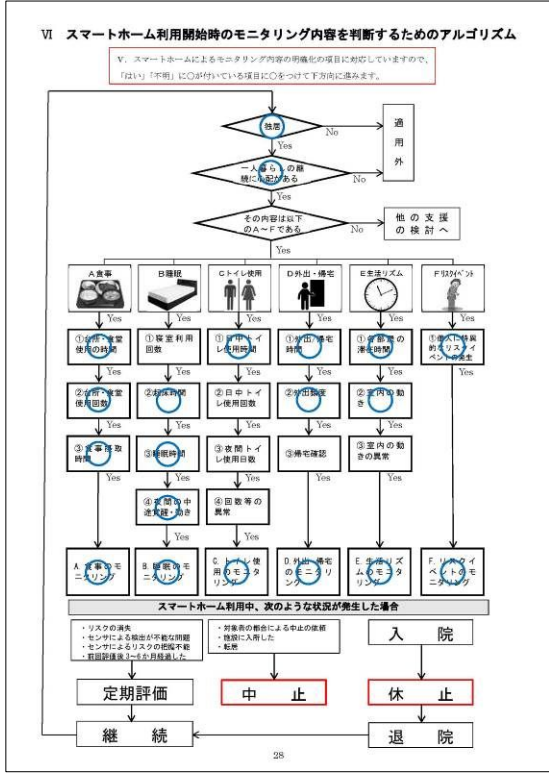 Ⅵ スマートホーム利用開始時のモニタリング内容を判断するためのアルゴリズム
Ⅴ．スマートホームによるモニタリング内容の明確化の項目に対応していますので、
「はい」「不明」に○が付いている項目に○をつけて下方向に進みます。
独居
No
適用外
Yes
一人暮らしの継
続に心配がある
No
Yes
その内容は以下
のA～Fである
No
他の支援
の検討へ
Yes
A食事
B睡眠
Cトイレ使用
D外出・帰宅
E生活リズム
Fリスクイベント
Yes
Yes
Yes
Yes
Yes
Yes
①台所・食堂
使用の時間
①寝室利用
回数
①日中トイ
レ使用時間
①外出/帰宅
時間
①各部屋の
滞在時間
①個人に特異
的なリスクイ
ベントの発生
Yes
Yes
Yes
Yes
Yes
②台所・食堂
使用回数
②起床時間
②日中トイ
レ使用回数
②外出頻度
②室内の動
き
Yes
Yes
Yes
Yes
Yes
③食事摂取
時間
③睡眠時間
③夜間トイ
レ使用日数
③帰宅確認
③室内の動
きの異常
Yes
Yes
Yes
Yes
Yes
Yes
④夜間の中
途覚醒・動き
④回数等の
異常
Yes
Yes
A.食事のモ
ニタリング
B.睡眠のモ
ニタリング
C.トイレ使
用のモニタ
リング
D.外出・帰宅
のモニタリ
ング
E.生活リズ
ムのモニタ
リング
F.リスクイ
ベントのモ
ニタリング
スマートホーム利用中、次のような状況が発生した場合
・リスクの消失
・センサによる検出が不能な問題
・センサによるリスクの把握不能
・前回評価後3～6か月経過した
・対象者の都合による中止の依頼
・施設に入所した
・転居
入 院
定期評価
中 止
休 止
継 続
退 院
28